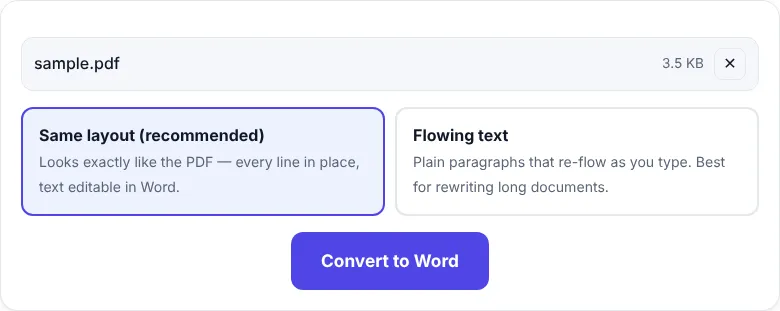 sample.pdf
3.5 KB
✕
Same layout (recommended)
Looks exactly like the PDF — every line in place,
text editable in Word.
Flowing text
Plain paragraphs that re-flow as you type. Best
for rewriting long documents.
Convert to Word